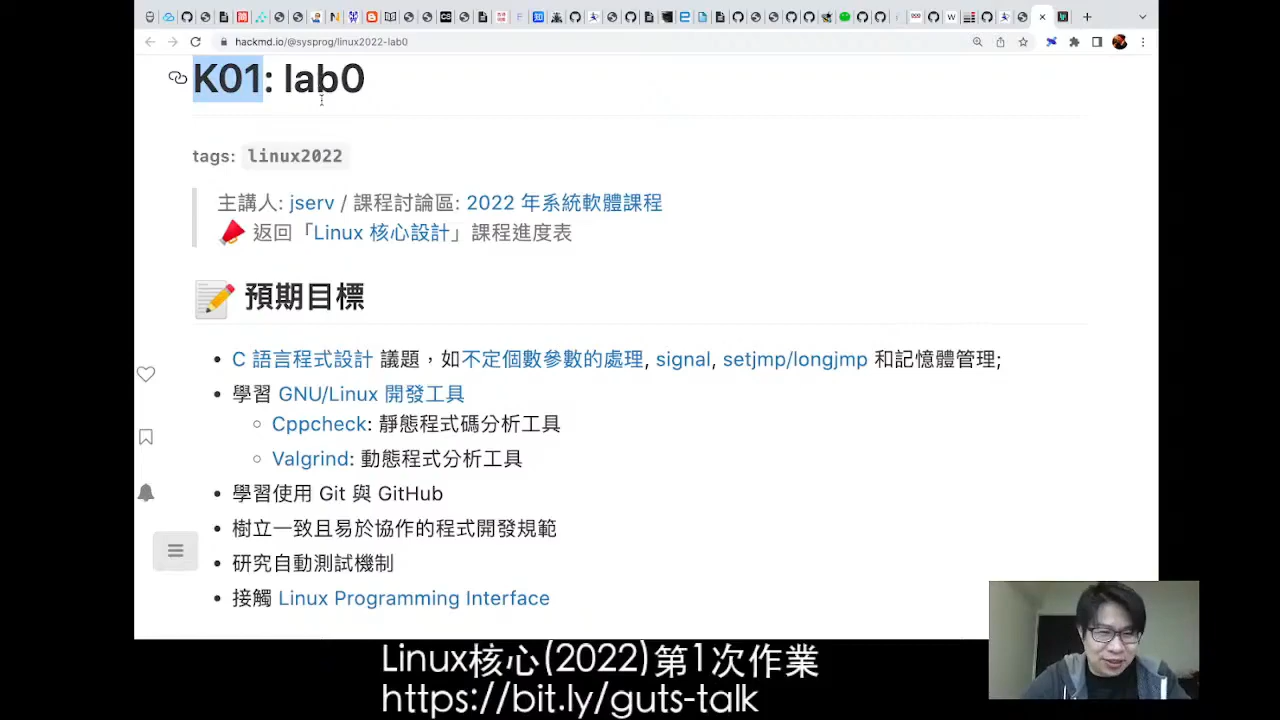 hackmd.io/@sysprog/linux2022-lab0
K01: lab0
tags: linux2022
主講人: jserv / 課程討論區: 2022 年系統軟體課程
返回「Linux 核心設計」課程進度表
預期目標
C 語言程式設計 議題，如不定個數參數的處理, signal, setjmp/longjmp 和記憶體管理;
學習 GNU/Linux 開發工具
Cppcheck: 靜態程式碼分析工具
Valgrind: 動態程式分析工具
學習使用 Git 與 GitHub
樹立一致且易於協作的程式開發規範
研究自動測試機制
接觸 Linux Programming Interface
Linux核心(2022)第1次作業
https://bit.ly/guts-talk